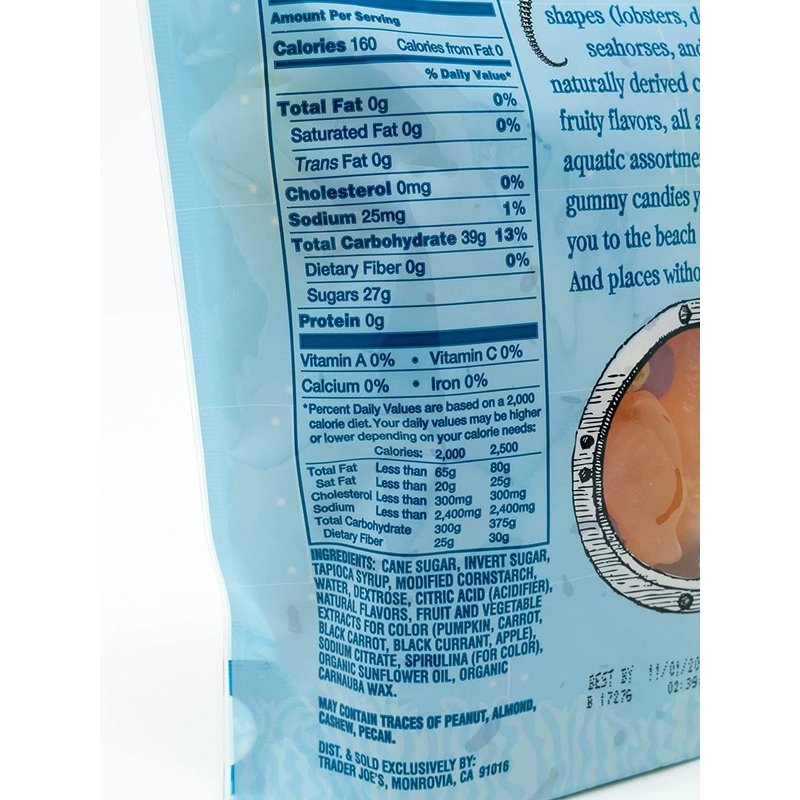 Amount Per Serving
Calories 160 Calories from Fat 0
% Daily Value*
Total Fat 0g 0%
Saturated Fat 0g 0%
Trans Fat 0g
Cholesterol 0mg 0%
Sodium 25mg 1%
Total Carbohydrate 39g 13%
Dietary Fiber 0g 0%
Sugars 27g
Protein 0g
Vitamin A 0% • Vitamin C 0%
Calcium 0% • Iron 0%
*Percent Daily Values are based on a 2,000
calorie diet. Your daily values may be higher
or lower depending on your calorie needs:
Calories: 2,000 2,500
Total Fat Less than 65g 80g
Sat Fat Less than 20g 25g
Cholesterol Less than 300mg 300mg
Sodium Less than 2,400mg 2,400mg
Total Carbohydrate 300g 375g
Dietary Fiber 25g 30g
INGREDIENTS: CANE SUGAR, INVERT SUGAR,
TAPIOCA SYRUP, MODIFIED CORNSTARCH,
WATER, DEXTROSE, CITRIC ACID (ACIDIFIER),
NATURAL FLAVORS, FRUIT AND VEGETABLE
EXTRACTS FOR COLOR (PUMPKIN, CARROT,
BLACK CARROT, BLACK CURRANT, APPLE),
SODIUM CITRATE, SPIRULINA (FOR COLOR),
ORGANIC SUNFLOWER OIL, ORGANIC
CARNAUBA WAX.
MAY CONTAIN TRACES OF PEANUT, ALMOND,
CASHEW, PECAN.
DIST. & SOLD EXCLUSIVELY BY:
TRADER JOE'S, MONROVIA, CA 91016
shapes (lobsters, d
seahorses, and
naturally derived c
fruity flavors, all a
aquatic assortme
gummy candies y
you to the beach
And places witho
BEST BY 11/01/20
B 17276 02:39